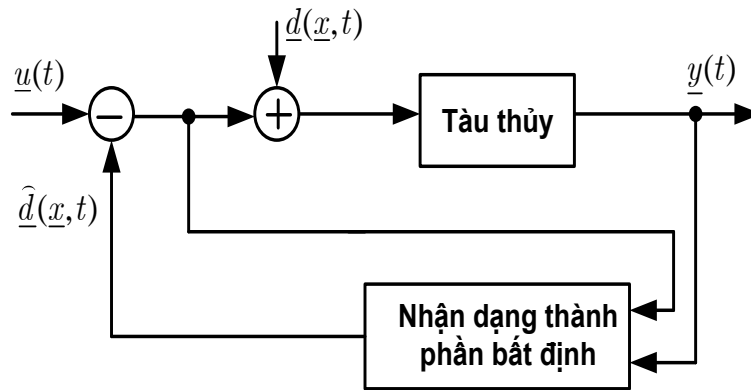 d(x,t)
u(t)
y(t)
−
+
Tàu thủy
d̂(x,t)
Nhận dạng thành
phần bất định